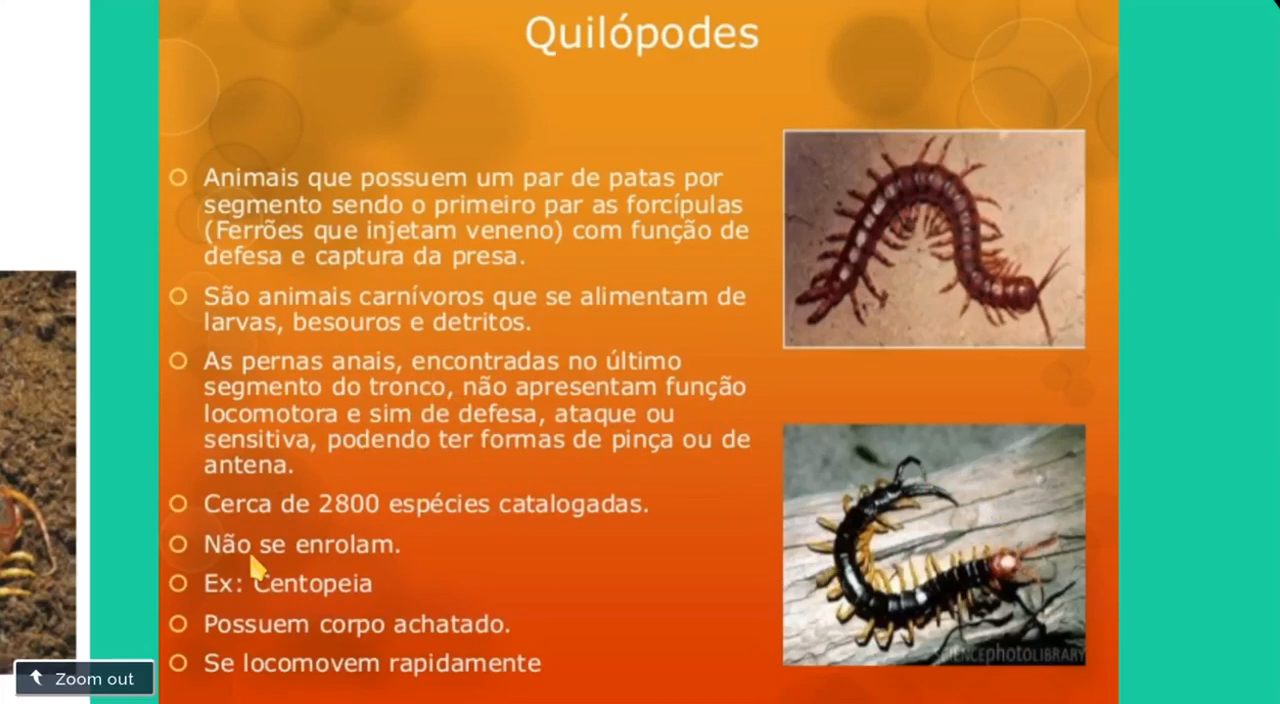 Quilópodes
Animais que possuem um par de patas por
segmento sendo o primeiro par as forcípulas
(Ferrões que injetam veneno) com função de
defesa e captura da presa.
São animais carnívoros que se alimentam de
larvas, besouros e detritos.
As pernas anais, encontradas no último
segmento do tronco, não apresentam função
locomotora e sim de defesa, ataque ou
sensitiva, podendo ter formas de pinça ou de
antena.
Cerca de 2800 espécies catalogadas.
Não se enrolam.
Ex: Centopeia
Possuem corpo achatado.
Se locomovem rapidamente
SCIENCEphotoLIBRARY
Zoom out